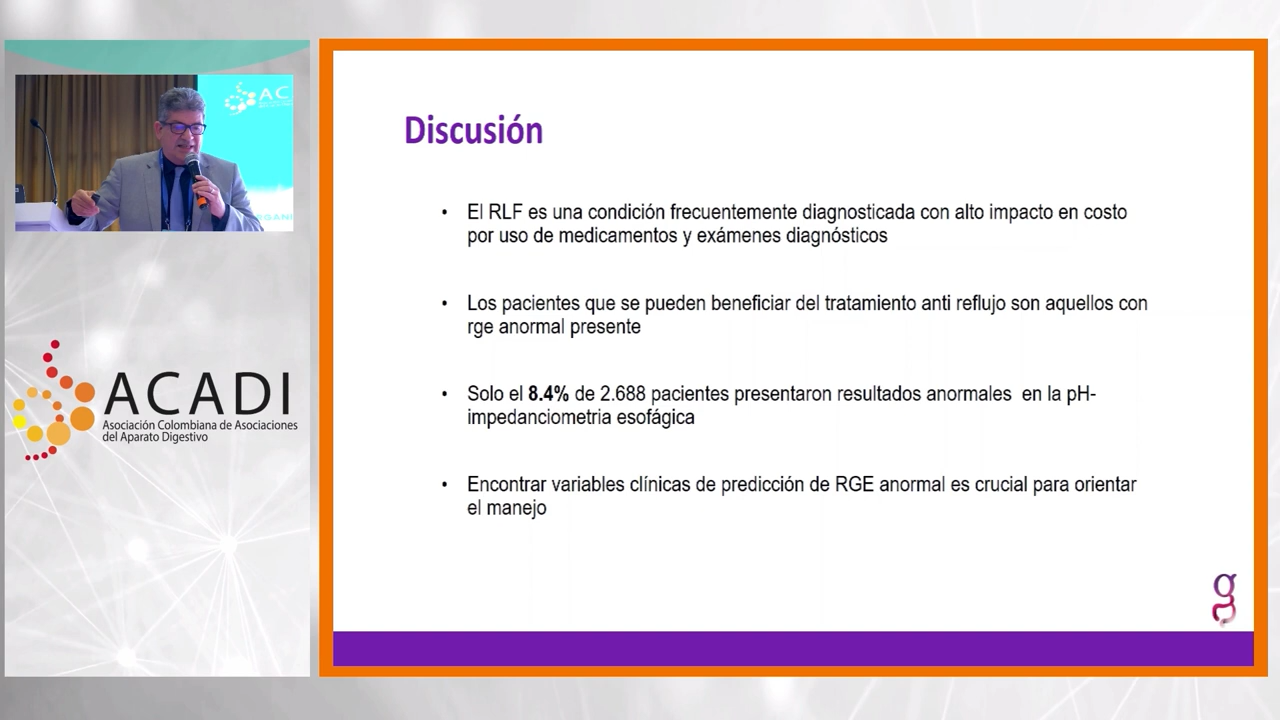 AC
RGANI
ACADI
Asociación Colombiana de Asociaciones
del Aparato Digestivo
Discusión
• El RLF es una condición frecuentemente diagnosticada con alto impacto en costo
por uso de medicamentos y exámenes diagnósticos
• Los pacientes que se pueden beneficiar del tratamiento anti reflujo son aquellos con
rge anormal presente
• Solo el 8.4% de 2.688 pacientes presentaron resultados anormales en la pH-
impedanciometria esofágica
• Encontrar variables clínicas de predicción de RGE anormal es crucial para orientar
el manejo